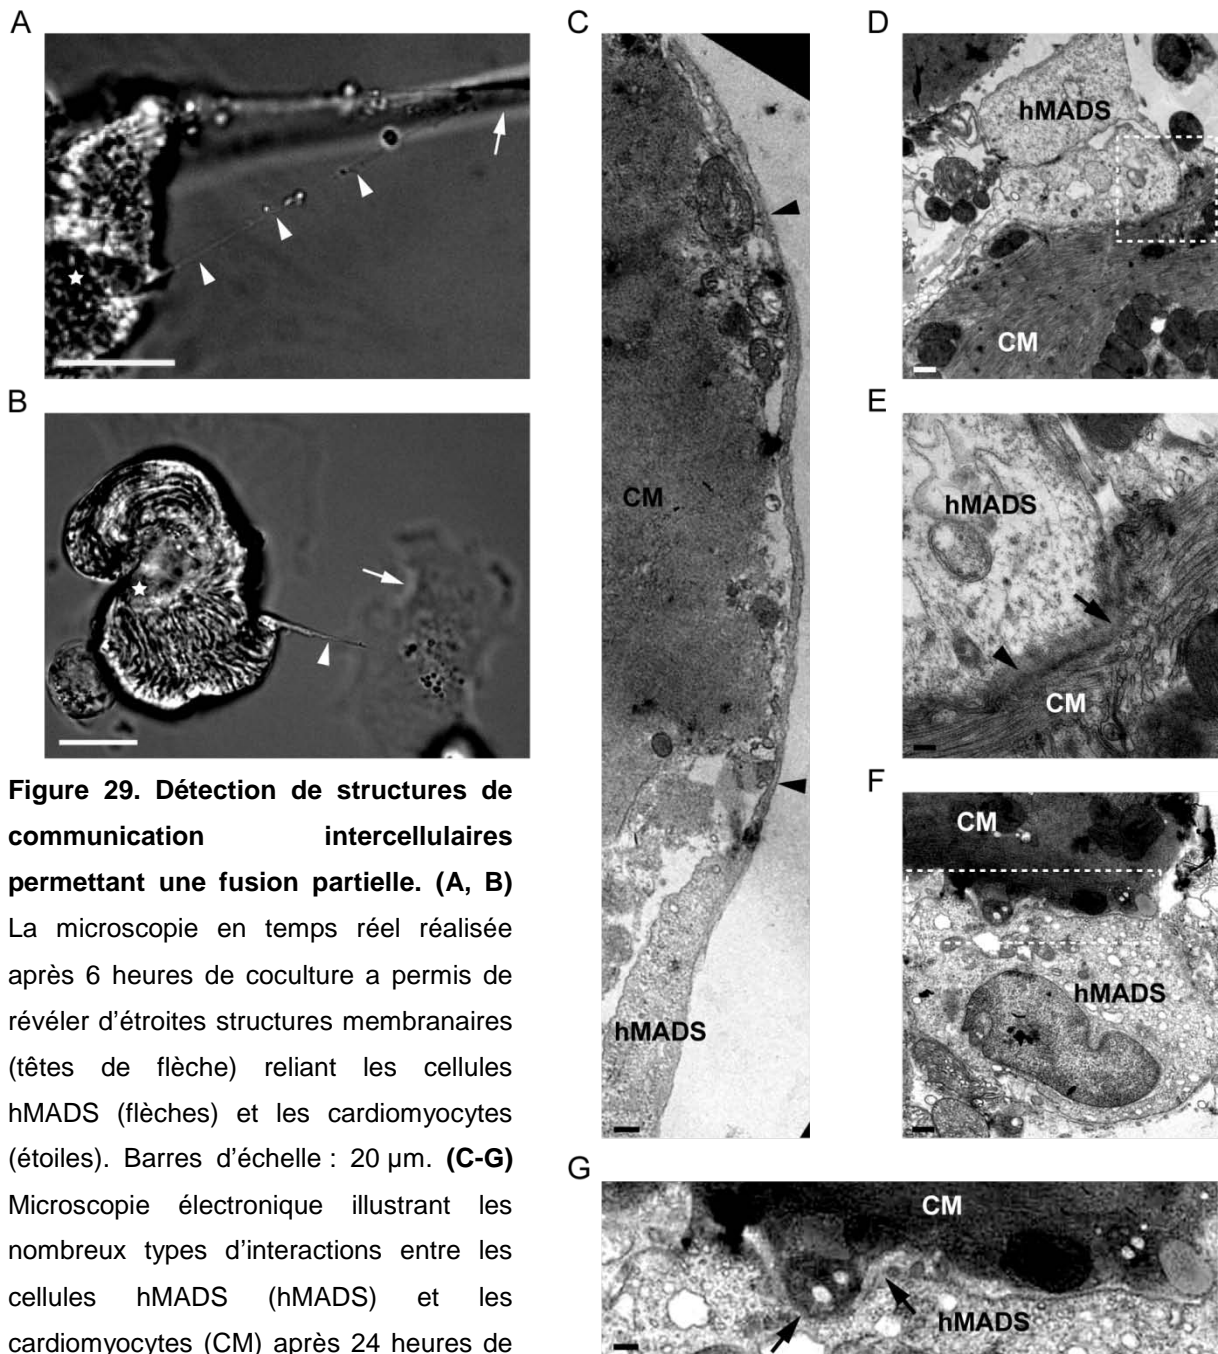 A
B
C
D
E
F
G
CM
hMADS
hMADS
CM
hMADS
CM
CM
hMADS
CM
hMADS
Figure 29. Détection de structures de
communication intercellulaires
permettant une fusion partielle. (A, B)
La microscopie en temps réel réalisée
après 6 heures de coculture a permis de
révéler d'étroites structures membranaires
(têtes de flèche) reliant les cellules
hMADS (flèches) et les cardiomyocytes
(étoiles). Barres d'échelle : 20 µm. (C-G)
Microscopie électronique illustrant les
nombreux types d'interactions entre les
cellules hMADS (hMADS) et les
cardiomyocytes (CM) après 24 heures de